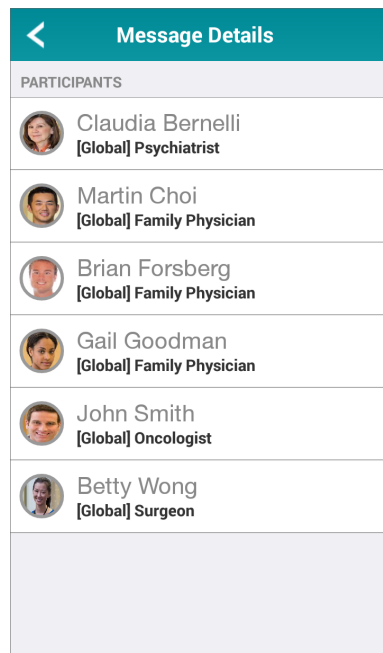 Message Details
PARTICIPANTS
Claudia Bernelli
[Global] Psychiatrist
Martin Choi
[Global] Family Physician
Brian Forsberg
[Global] Family Physician
Gail Goodman
[Global] Family Physician
John Smith
[Global] Oncologist
Betty Wong
[Global] Surgeon